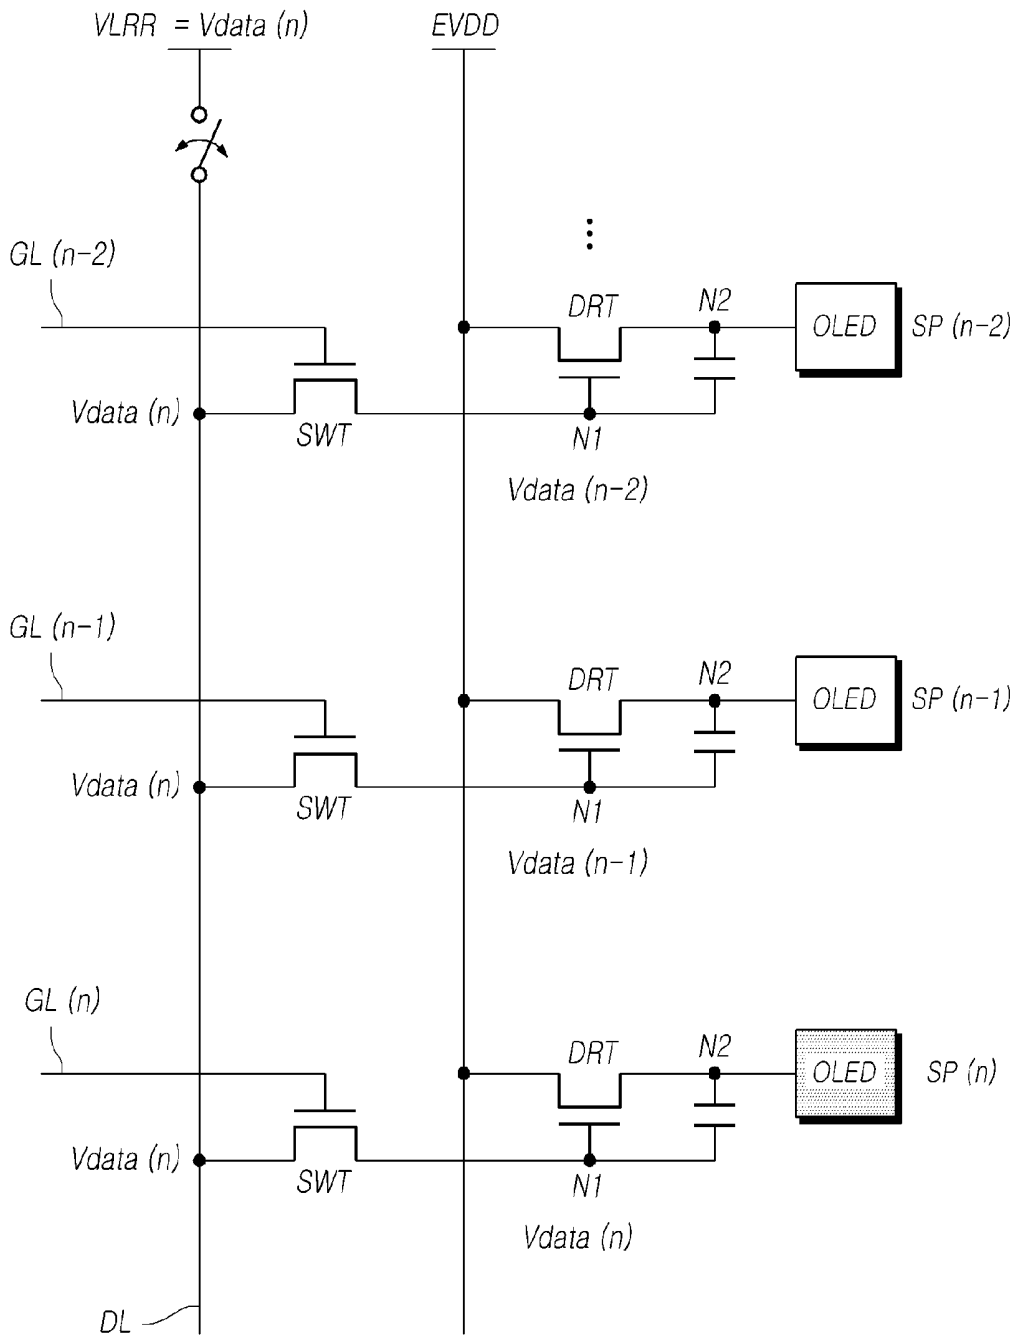 VLRR = Vdata (n)
EVDD
GL (n-2)
DRT
N2
OLED
SP (n-2)
Vdata (n)
SWT
N1
Vdata (n-2)
GL (n-1)
DRT
N2
OLED
SP (n-1)
Vdata (n)
SWT
N1
Vdata (n-1)
GL (n)
DRT
N2
OLED
SP (n)
Vdata (n)
SWT
N1
Vdata (n)
DL